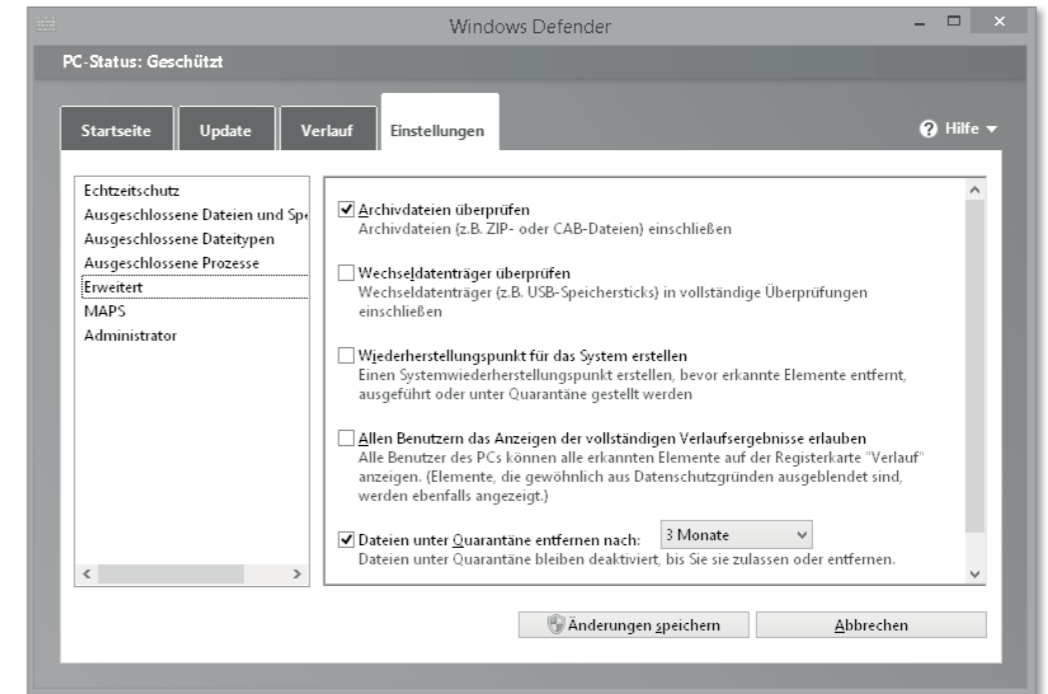 Windows Defender
PC-Status: Geschützt
Startseite
Update
Verlauf
Einstellungen
Hilfe
Echtzeitschutz
Ausgeschlossene Dateien und Spe
Ausgeschlossene Dateitypen
Ausgeschlossene Prozesse
Erweitert
MAPS
Administrator
Archivdateien überprüfen
Archivdateien (z.B. ZIP- oder CAB-Dateien) einschließen
Wechseldatenträger überprüfen
Wechseldatenträger (z.B. USB-Speichersticks) in vollständige Überprüfungen
einschließen
Wiederherstellungspunkt für das System erstellen
Einen Systemwiederherstellungspunkt erstellen, bevor erkannte Elemente entfernt,
ausgeführt oder unter Quarantäne gestellt werden
Allen Benutzern das Anzeigen der vollständigen Verlaufsergebnisse erlauben
Alle Benutzer des PCs können alle erkannten Elemente auf der Registerkarte "Verlauf"
anzeigen. (Elemente, die gewöhnlich aus Datenschutzgründen ausgeblendet sind,
werden ebenfalls angezeigt.)
Dateien unter Quarantäne entfernen nach: 3 Monate
Dateien unter Quarantäne bleiben deaktiviert, bis Sie sie zulassen oder entfernen.
Änderungen speichern
Abbrechen